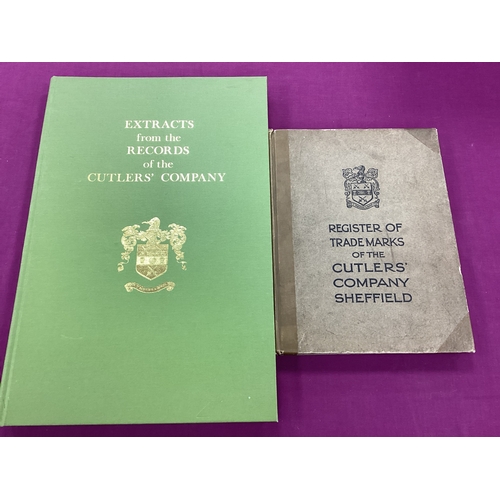 EXTRACTS
from the
RECORDS
of the
CUTLERS' COMPANY
REGISTER OF
TRADE MARKS
OF THE
CUTLERS'
COMPANY
SHEFFIELD